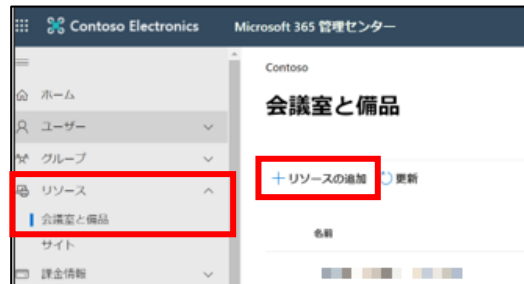 Contoso Electronics
Microsoft 365 管理センター
ホーム
ユーザー
グループ
リソース
会議室と備品
サイト
課金情報
Contoso
会議室と備品
+リソースの追加 更新
名前